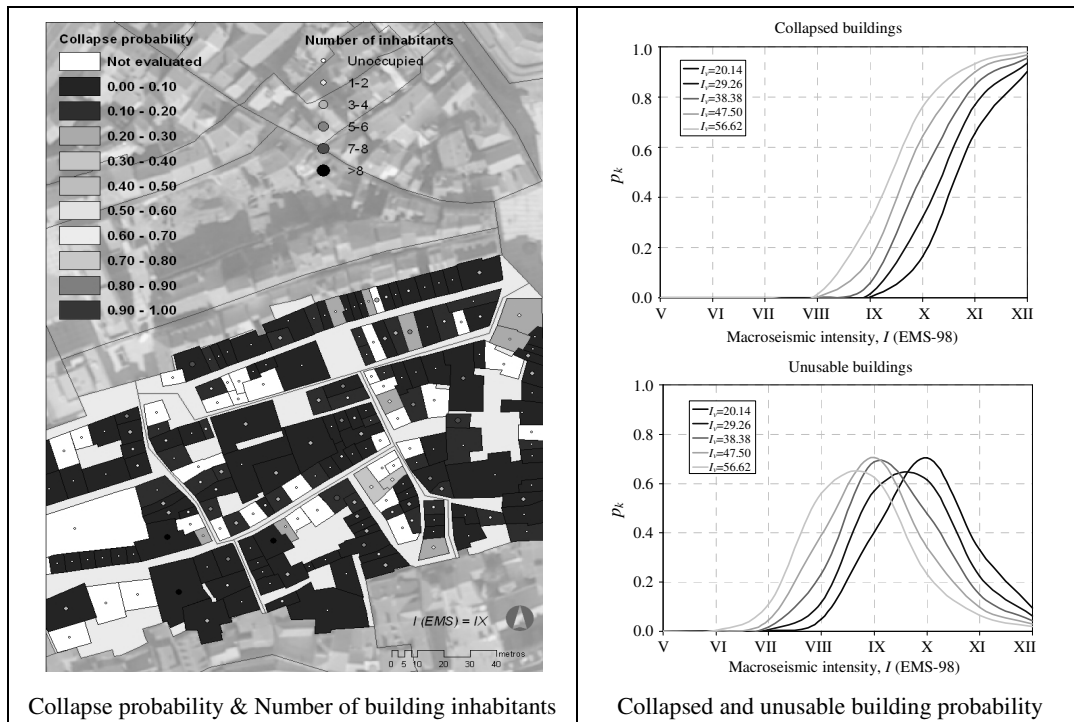 Collapse probability
Not evaluated
0.00 - 0.10
0.10 - 0.20
0.20 - 0.30
0.30 - 0.40
0.40 - 0.50
0.50 - 0.60
0.60 - 0.70
0.70 - 0.80
0.80 - 0.90
0.90 - 1.00
Number of inhabitants
Unoccupied
1-2
3-4
5-6
7-8
>8
I (EMS) = IX
0 5 10 20 30 40 metros
Collapse probability & Number of building inhabitants
Collapsed buildings
1.0
0.8
0.6
0.4
0.2
0.0
pk
Iv=20.14
Iv=29.26
Iv=38.38
Iv=47.50
Iv=56.62
V VI VII VIII IX X XI XII
Macroseismic intensity, I (EMS-98)
Unusable buildings
1.0
0.8
0.6
0.4
0.2
0.0
pk
Iv=20.14
Iv=29.26
Iv=38.38
Iv=47.50
Iv=56.62
V VI VII VIII IX X XI XII
Macroseismic intensity, I (EMS-98)
Collapsed and unusable building probability